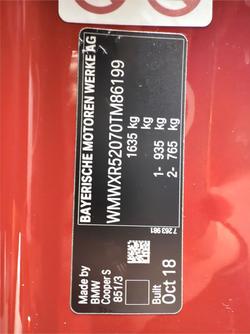 BAYERISCHE MOTOREN WERKE AG
WMWXR52070TM86199
1635 kg
kg
1- 935 kg
2- 765 kg
7 263 981
Made by
BMW
Cooper S
851/3
Built
Oct 18